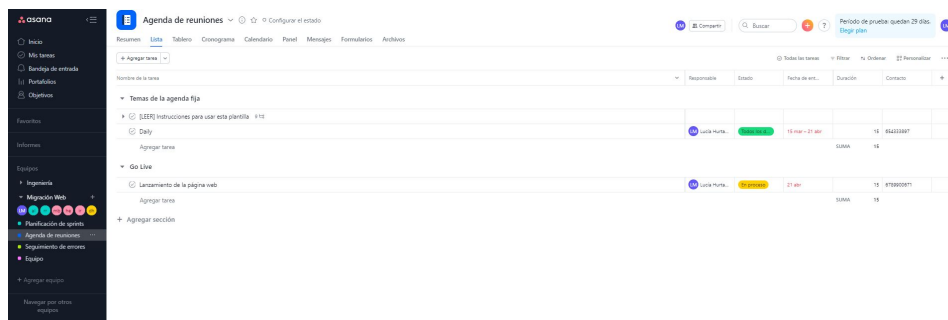 asana
Inicio
Mis tareas
Bandeja de entrada
Portafolios
Objetivos
Favoritos
Informes
Equipos
Ingeniería
Migración Web +
LM
Planificación de sprints
Agenda de reuniones ...
Seguimiento de errores
Equipo
+ Agregar equipo
Navegar por otros
equipos
Agenda de reuniones
Configurar el estado
Resumen Lista Tablero Cronograma Calendario Panel Mensajes Formularios Archivos
LM Compartir Buscar + ?
Período de prueba: quedan 29 días.
Elegir plan
+ Agregar tarea
Todas las tareas Filtrar Ordenar Personalizar ...
Nombre de la tarea Responsable Estado Fecha de ent... Duración Contacto +
Temas de la agenda fija
[LEER] Instrucciones para usar esta plantilla
Daily LM Lucía Hurta... 15 mar – 21 abr 15
Agregar tarea SUMA 15
Go Live
Lanzamiento de la página web LM Lucía Hurta... En proceso 21 abr 15
Agregar tarea SUMA 15
+ Agregar sección